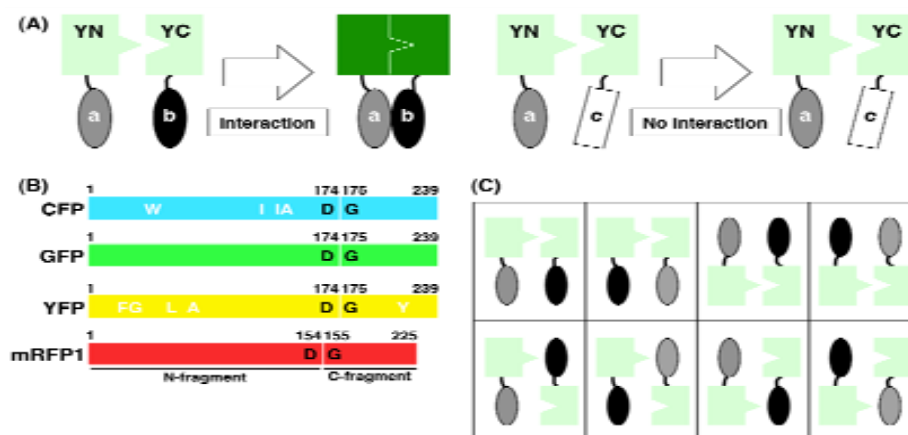 (A) YN YC YN YC YN YC
a b a b a c a c
Interaction No Interaction
(B) (C)
1 174 175 239
CFP W I IA D G
1 174 175 239
GFP D G
1 174 175 239
YFP FG L A D G Y
1 154 155 225
mRFP1 D G
N-fragment C-fragment